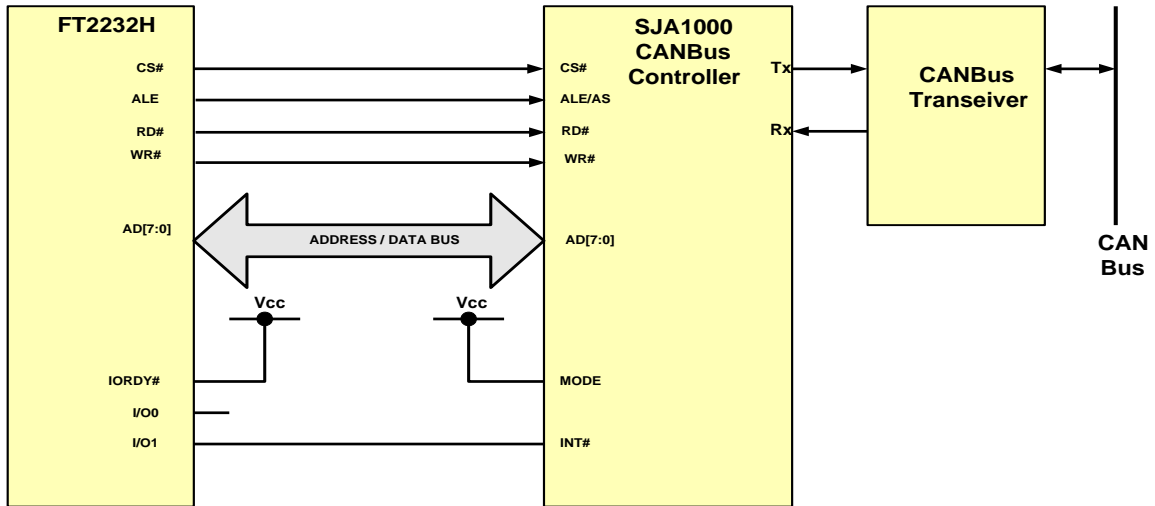 FT2232H
CS#
ALE
RD#
WR#
AD[7:0]
IORDY#
I/O0
I/O1
ADDRESS / DATA BUS
Vcc
Vcc
SJA1000
CANBus
Controller
CS#
ALE/AS
RD#
WR#
AD[7:0]
MODE
INT#
Tx
Rx
CANBus
Transeiver
CAN
Bus